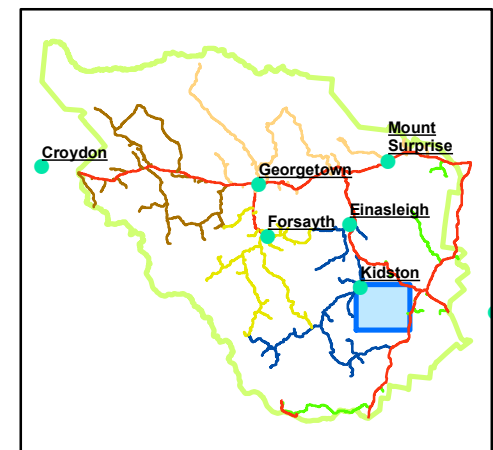 Mount
Surprise
Croydon
Georgetown
Einasleigh
Forsayth
Kidston